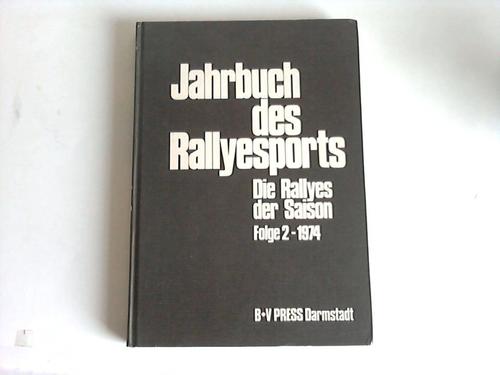 Jahrbuch
des
Rallyesports
Die Rallyes
der Saison
Folge 2 - 1974
B+V PRESS Darmstadt